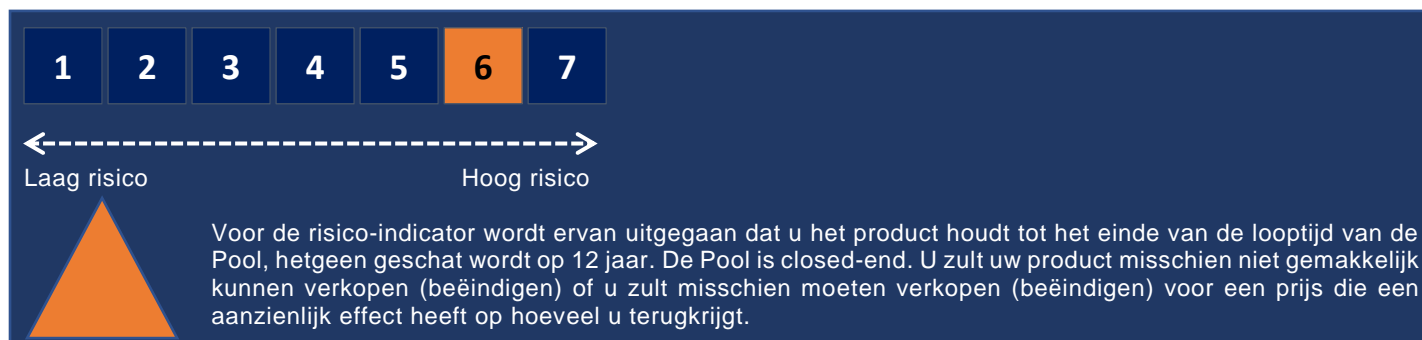 1 2 3 4 5 6 7
Laag risico Hoog risico
Voor de risico-indicator wordt ervan uitgegaan dat u het product houdt tot het einde van de looptijd van de
Pool, hetgeen geschat wordt op 12 jaar. De Pool is closed-end. U zult uw product misschien niet gemakkelijk
kunnen verkopen (beëindigen) of u zult misschien moeten verkopen (beëindigen) voor een prijs die een
aanzienlijk effect heeft op hoeveel u terugkrijgt.